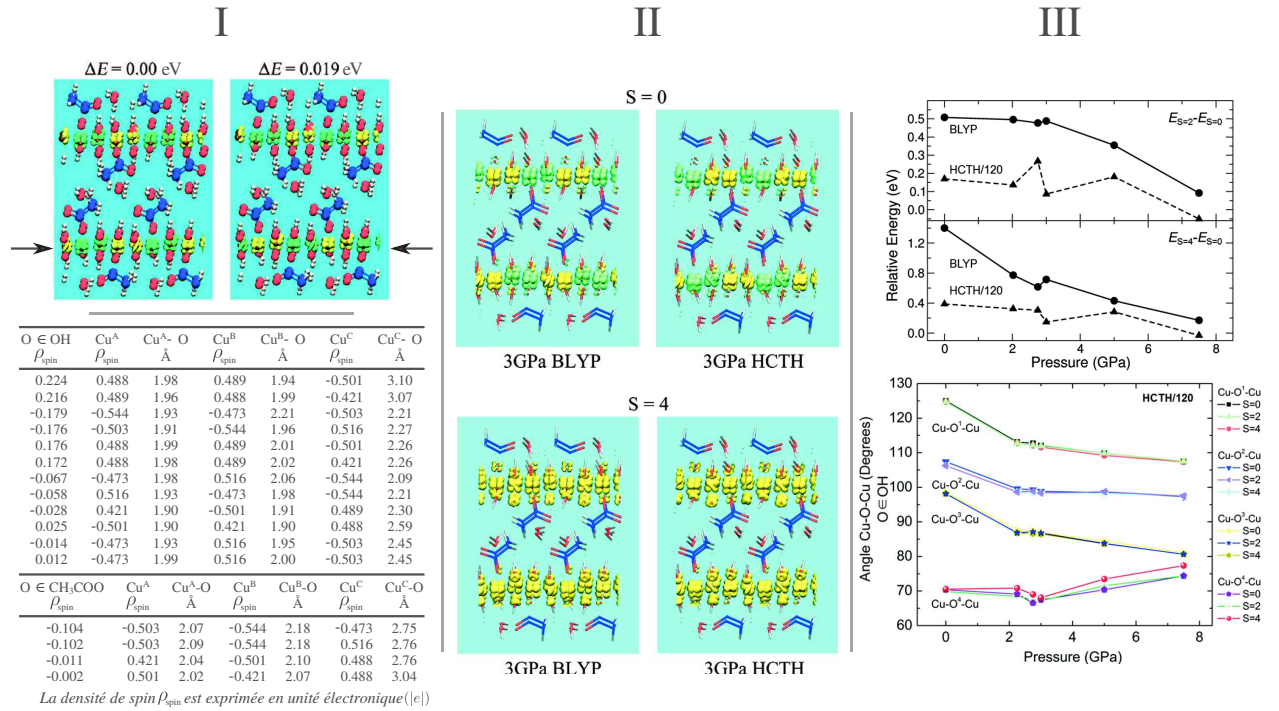 I
II
III
ΔE = 0.00 eV
ΔE = 0.019 eV
O ∈ OH Cu^A Cu^A- O Cu^B Cu^B- O Cu^C Cu^C- O
ρspin ρspin Å ρspin Å ρspin Å
0.224 0.488 1.98 0.489 1.94 -0.501 3.10
0.216 0.489 1.96 0.488 1.99 -0.421 3.07
-0.179 -0.544 1.93 -0.473 2.21 -0.503 2.21
-0.176 -0.503 1.91 -0.544 1.96 0.516 2.27
0.176 0.488 1.99 0.489 2.01 -0.501 2.26
0.172 0.488 1.98 0.489 2.02 0.421 2.26
-0.067 -0.473 1.98 0.516 2.06 -0.544 2.09
-0.058 0.516 1.93 -0.473 1.98 -0.544 2.21
-0.028 0.421 1.90 -0.501 1.91 0.489 2.30
0.025 -0.501 1.90 0.421 1.90 0.488 2.59
-0.014 -0.473 1.93 0.516 1.95 -0.503 2.45
0.012 -0.473 1.99 0.516 2.00 -0.503 2.45
O ∈ CH₃COO Cu^A Cu^A-O Cu^B Cu^B-O Cu^C Cu^C-O
ρspin ρspin Å ρspin Å ρspin Å
-0.104 -0.503 2.07 -0.544 2.18 -0.473 2.75
-0.102 -0.503 2.09 -0.544 2.18 0.516 2.76
-0.011 0.421 2.04 -0.501 2.10 0.488 2.76
-0.002 0.501 2.02 -0.421 2.07 0.488 3.04
La densité de spin ρspin est exprimée en unité électronique (|e|)
S = 0
3GPa BLYP
3GPa HCTH
S = 4
3GPa BLYP
3GPa HCTH
Relative Energy (eV)
0.5
0.4
0.3
0.2
0.1
0.0
E_S=2-E_S=0
BLYP
HCTH/120
1.2
0.8
0.4
0.0
E_S=4-E_S=0
BLYP
HCTH/120
0 2 4 6 8
Pressure (GPa)
Angle Cu-O-Cu (Degrees)
O∈OH
130
120
110
100
90
80
70
60
HCTH/120
Cu-O¹-Cu
Cu-O²-Cu
Cu-O³-Cu
Cu-O⁴-Cu
0 2 4 6 8
Pressure (GPa)
Cu-O¹-Cu
S=0
S=2
S=4
Cu-O²-Cu
S=0
S=2
S=4
Cu-O³-Cu
S=0
S=2
S=4
Cu-O⁴-Cu
S=0
S=2
S=4